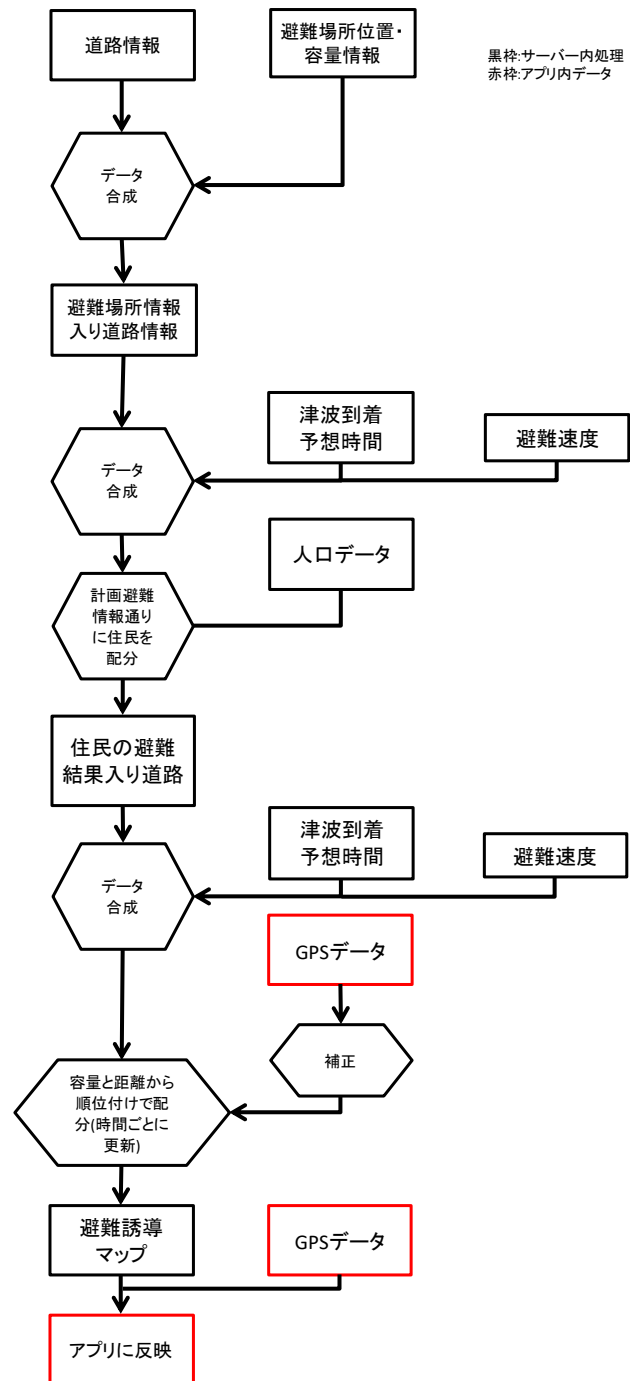 道路情報
避難場所位置・
容量情報
黒枠:サーバー内処理
赤枠:アプリ内データ
データ
合成
避難場所情報
入り道路情報
津波到着
予想時間
避難速度
データ
合成
人口データ
計画避難
情報通り
に住民を
配分
住民の避難
結果入り道路
津波到着
予想時間
避難速度
データ
合成
GPSデータ
補正
容量と距離から
順位付けで配
分(時間ごとに
更新)
避難誘導
マップ
GPSデータ
アプリに反映